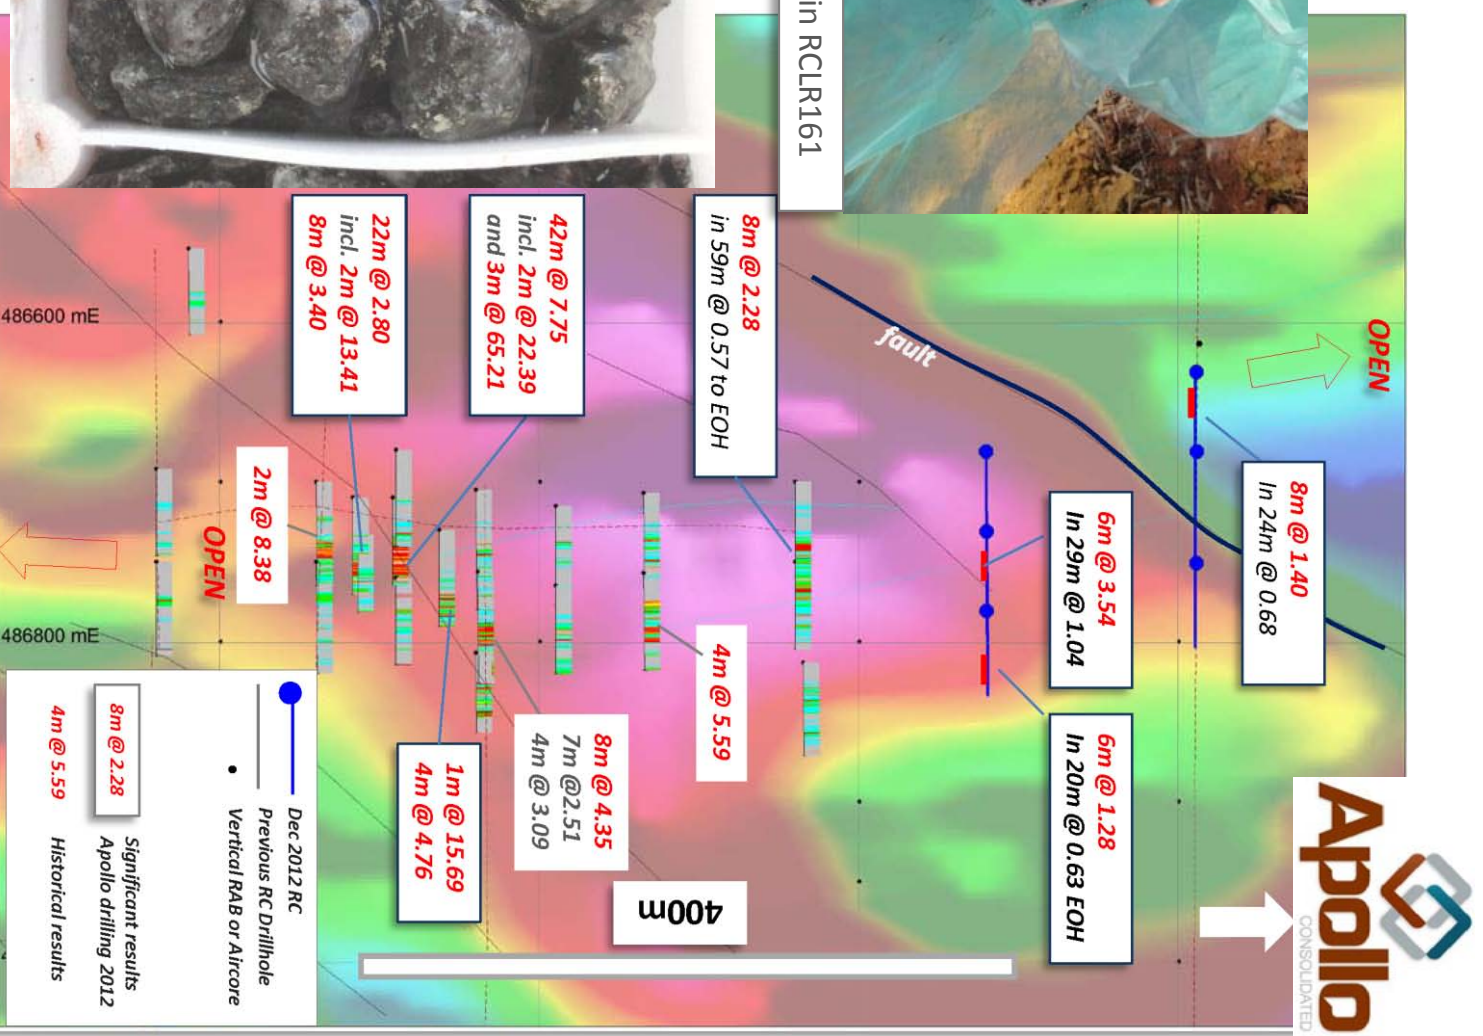 Apollo
CONSOLIDATED
in RCLR161
OPEN
8m @ 1.40
In 24m @ 0.68
fault
6m @ 3.54
In 29m @ 1.04
6m @ 1.28
In 20m @ 0.63 EOH
8m @ 2.28
in 59m @ 0.57 to EOH
4m @ 5.59
42m @ 7.75
incl. 2m @ 22.39
and 3m @ 65.21
8m @ 4.35
7m @2.51
4m @ 3.09
22m @ 2.80
incl. 2m @ 13.41
8m @ 3.40
1m @ 15.69
4m @ 4.76
2m @ 8.38
OPEN
400m
486600 mE
486800 mE
Dec 2012 RC
Previous RC Drillhole
Vertical RAB or Aircore
8m @ 2.28
Significant results
Apollo drilling 2012
4m @ 5.59
Historical results